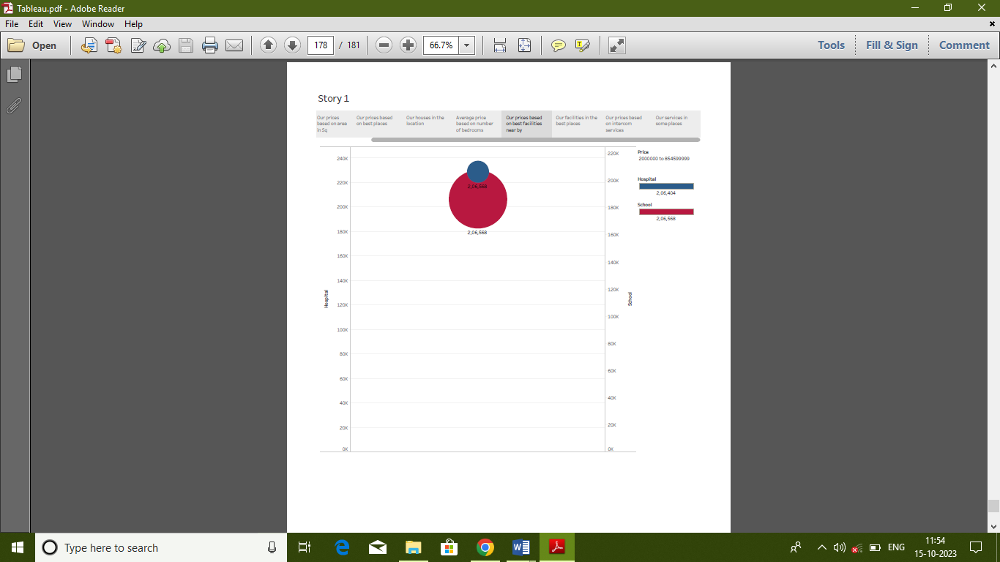 Tableau.pdf - Adobe Reader
File Edit View Window Help
Open 178 / 181 66.7% Tools Fill & Sign Comment
Story 1
Our prices based on area in Sq
Our prices based on best places
Our houses in the location
Average price based on number of bedrooms
Our prices based on best facilities near by
Our facilities in the best places
Our prices based on intercom services
Our services in some places
240K
220K
200K
180K
160K
140K
120K
100K
80K
60K
40K
20K
0K
Hospital
2,06,568
2,06,568
220K
200K
180K
160K
140K
120K
100K
80K
60K
40K
20K
0K
School
Price
2000000 to 854599999
Hospital
2,06,404
School
2,06,568
Type here to search
ENG
11:54
15-10-2023